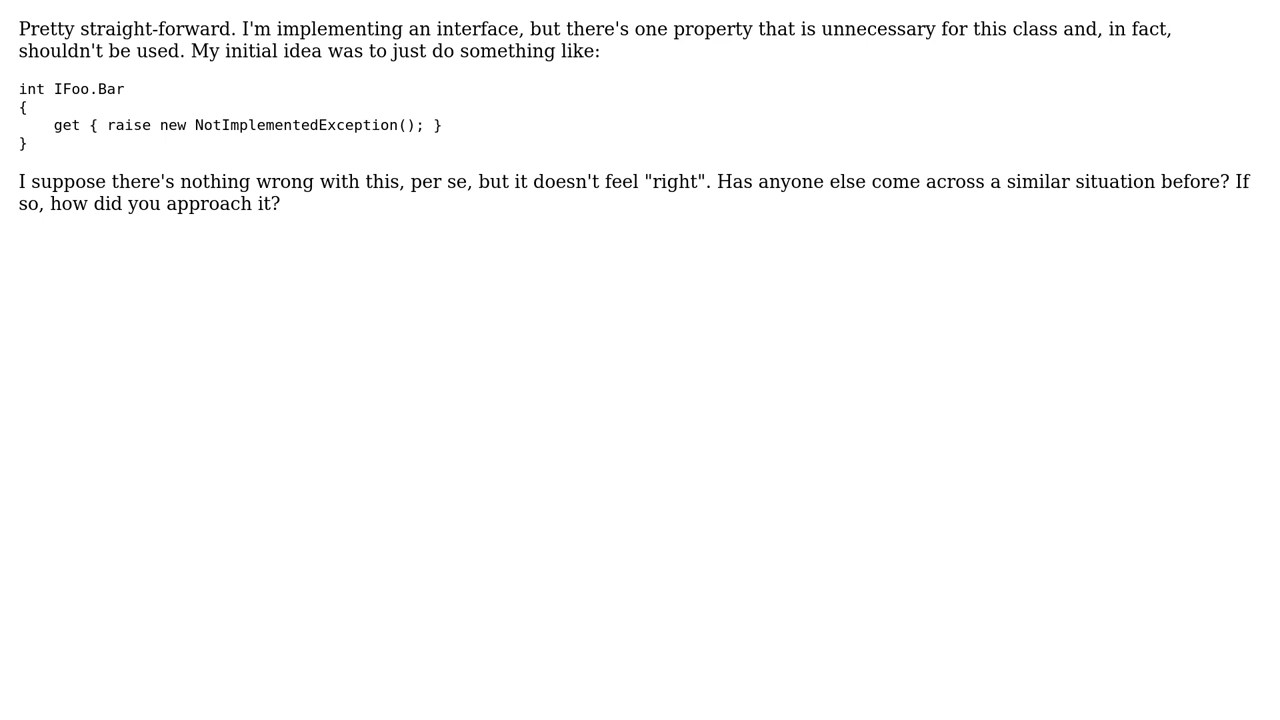 Pretty straight-forward. I'm implementing an interface, but there's one property that is unnecessary for this class and, in fact,
shouldn't be used. My initial idea was to just do something like:
int IFoo.Bar
{
    get { raise new NotImplementedException(); }
}
I suppose there's nothing wrong with this, per se, but it doesn't feel "right". Has anyone else come across a similar situation before? If
so, how did you approach it?